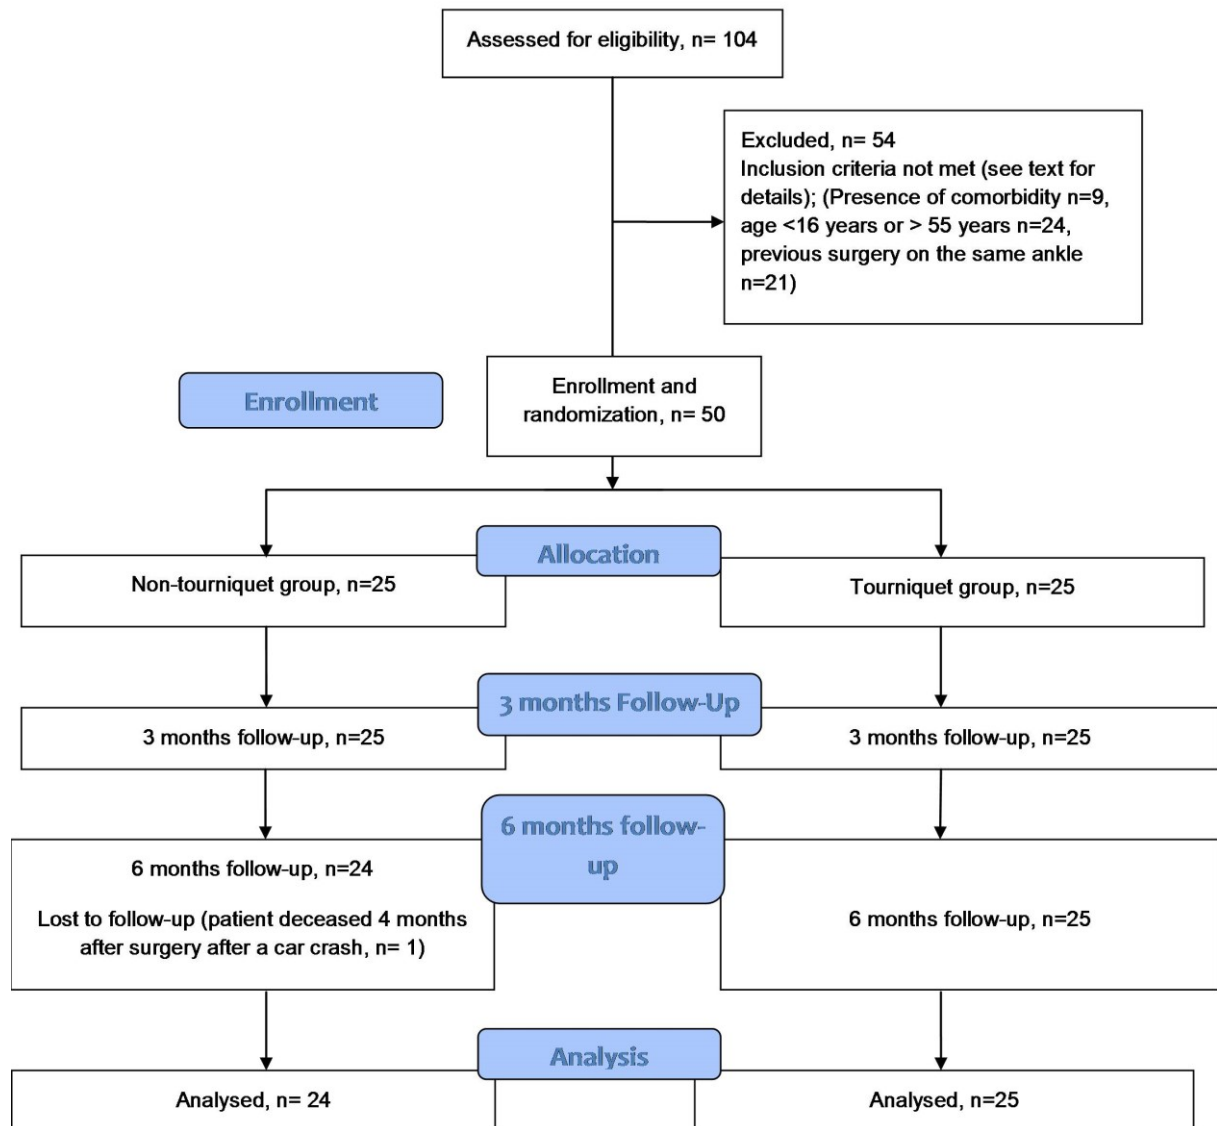 Assessed for eligibility, n= 104
Excluded, n= 54
Inclusion criteria not met (see text for
details); (Presence of comorbidity n=9,
age <16 years or > 55 years n=24,
previous surgery on the same ankle
n=21)
Enrollment
Enrollment and
randomization, n= 50
Allocation
Non-tourniquet group, n=25
Tourniquet group, n=25
3 months Follow-Up
3 months follow-up, n=25
3 months follow-up, n=25
6 months follow-
up
6 months follow-up, n=24
Lost to follow-up (patient deceased 4 months
after surgery after a car crash, n= 1)
6 months follow-up, n=25
Analysis
Analysed, n= 24
Analysed, n=25